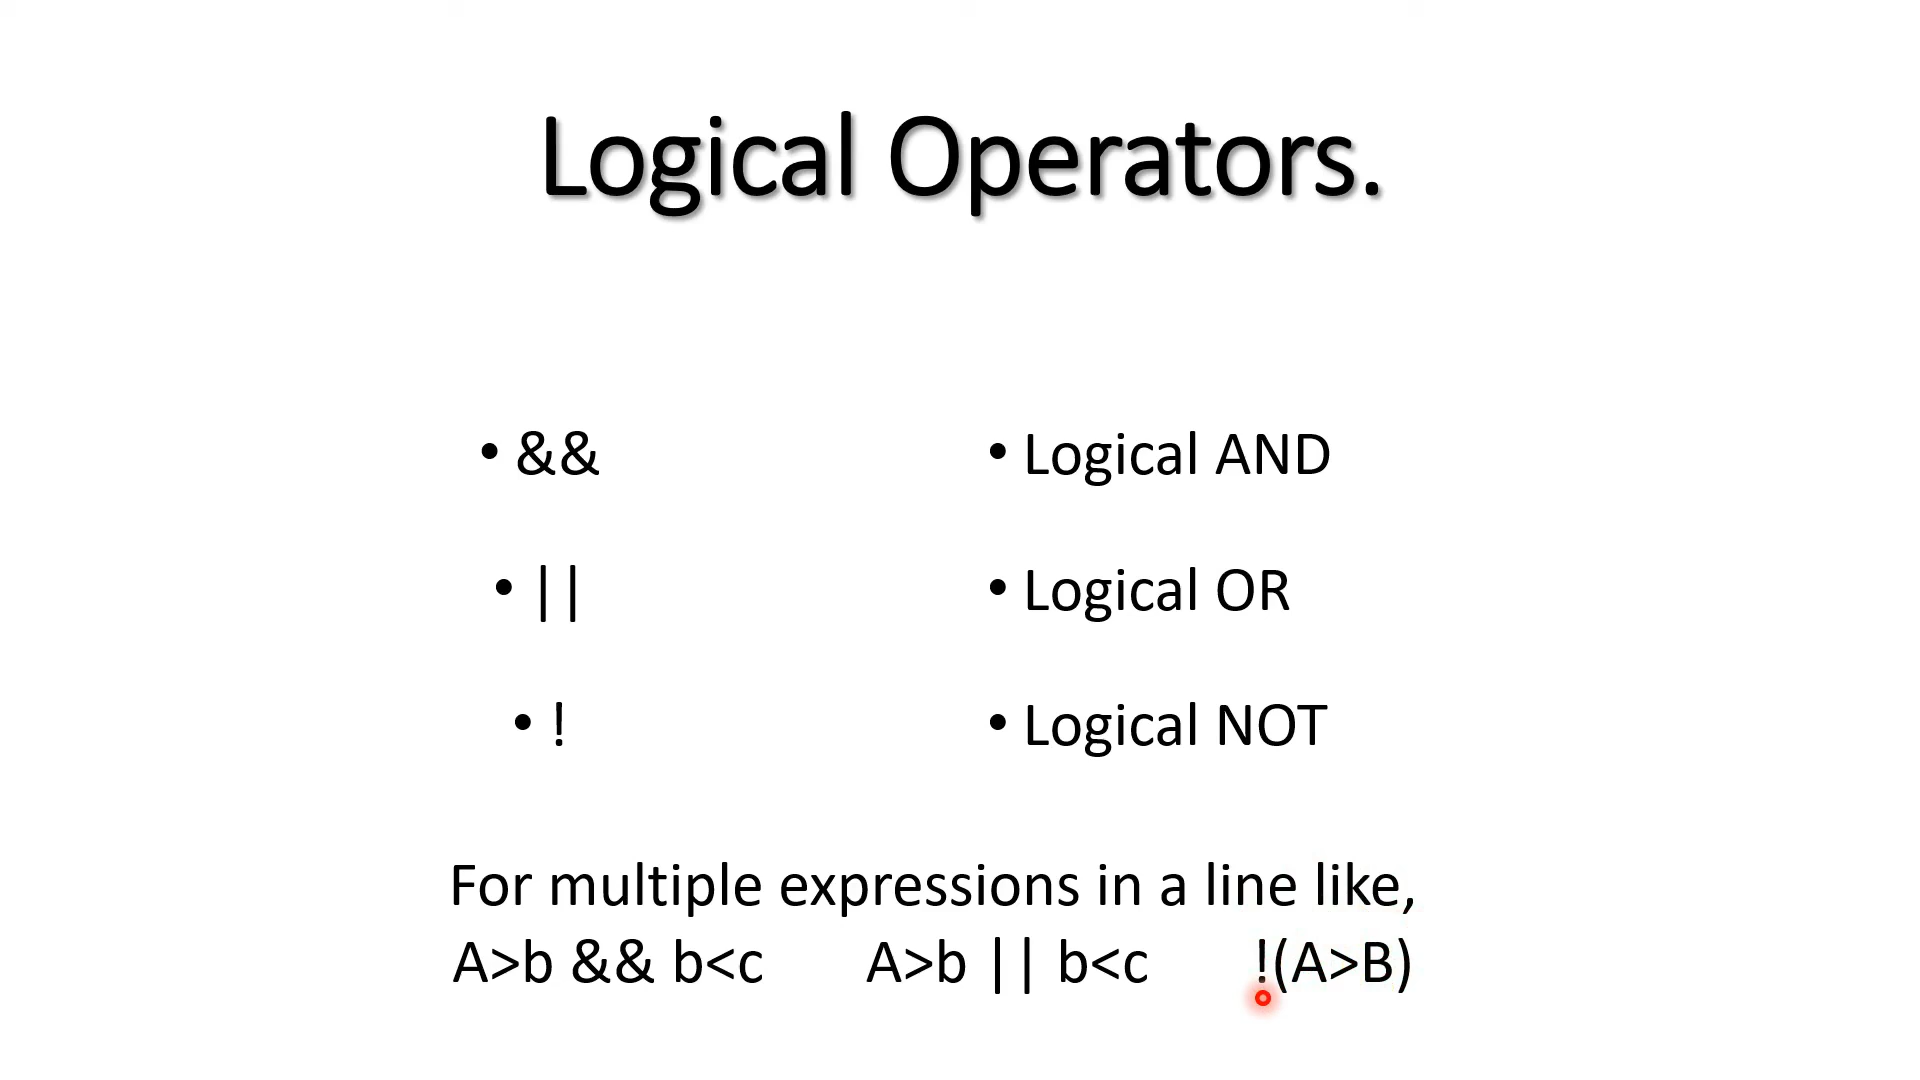 Logical Operators.
• && • Logical AND
• || • Logical OR
• ! • Logical NOT
For multiple expressions in a line like,
A>b && b<c A>b || b<c !(A>B)